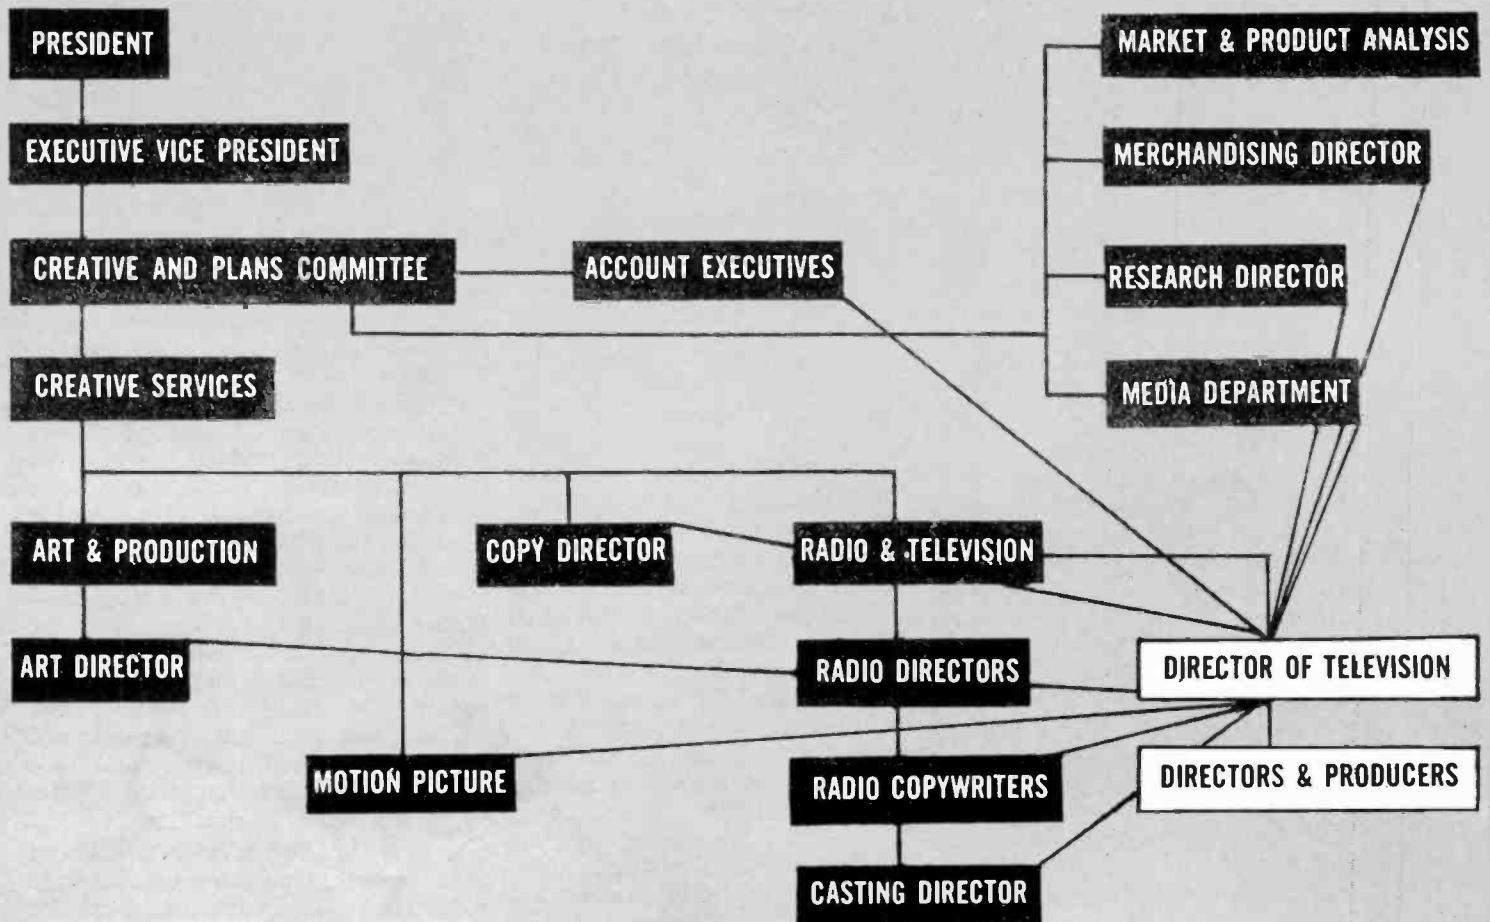 PRESIDENT
EXECUTIVE VICE PRESIDENT
CREATIVE AND PLANS COMMITTEE
ACCOUNT EXECUTIVES
CREATIVE SERVICES
MARKET & PRODUCT ANALYSIS
MERCHANDISING DIRECTOR
RESEARCH DIRECTOR
MEDIA DEPARTMENT
ART & PRODUCTION
COPY DIRECTOR
RADIO & TELEVISION
ART DIRECTOR
RADIO DIRECTORS
DIRECTOR OF TELEVISION
MOTION PICTURE
RADIO COPYWRITERS
DIRECTORS & PRODUCERS
CASTING DIRECTOR